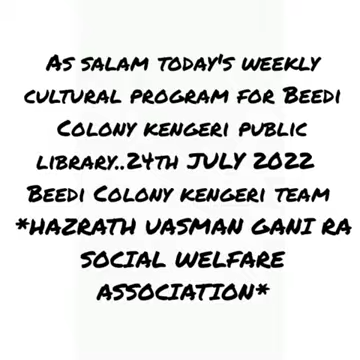 As salam today's weekly
cultural program for Beedi
Colony kengeri public
library..24th JULY 2022
Beedi Colony kengeri team
*HAZRATH UASMAN GANI RA
SOCIAL WELFARE
ASSOCIATION*